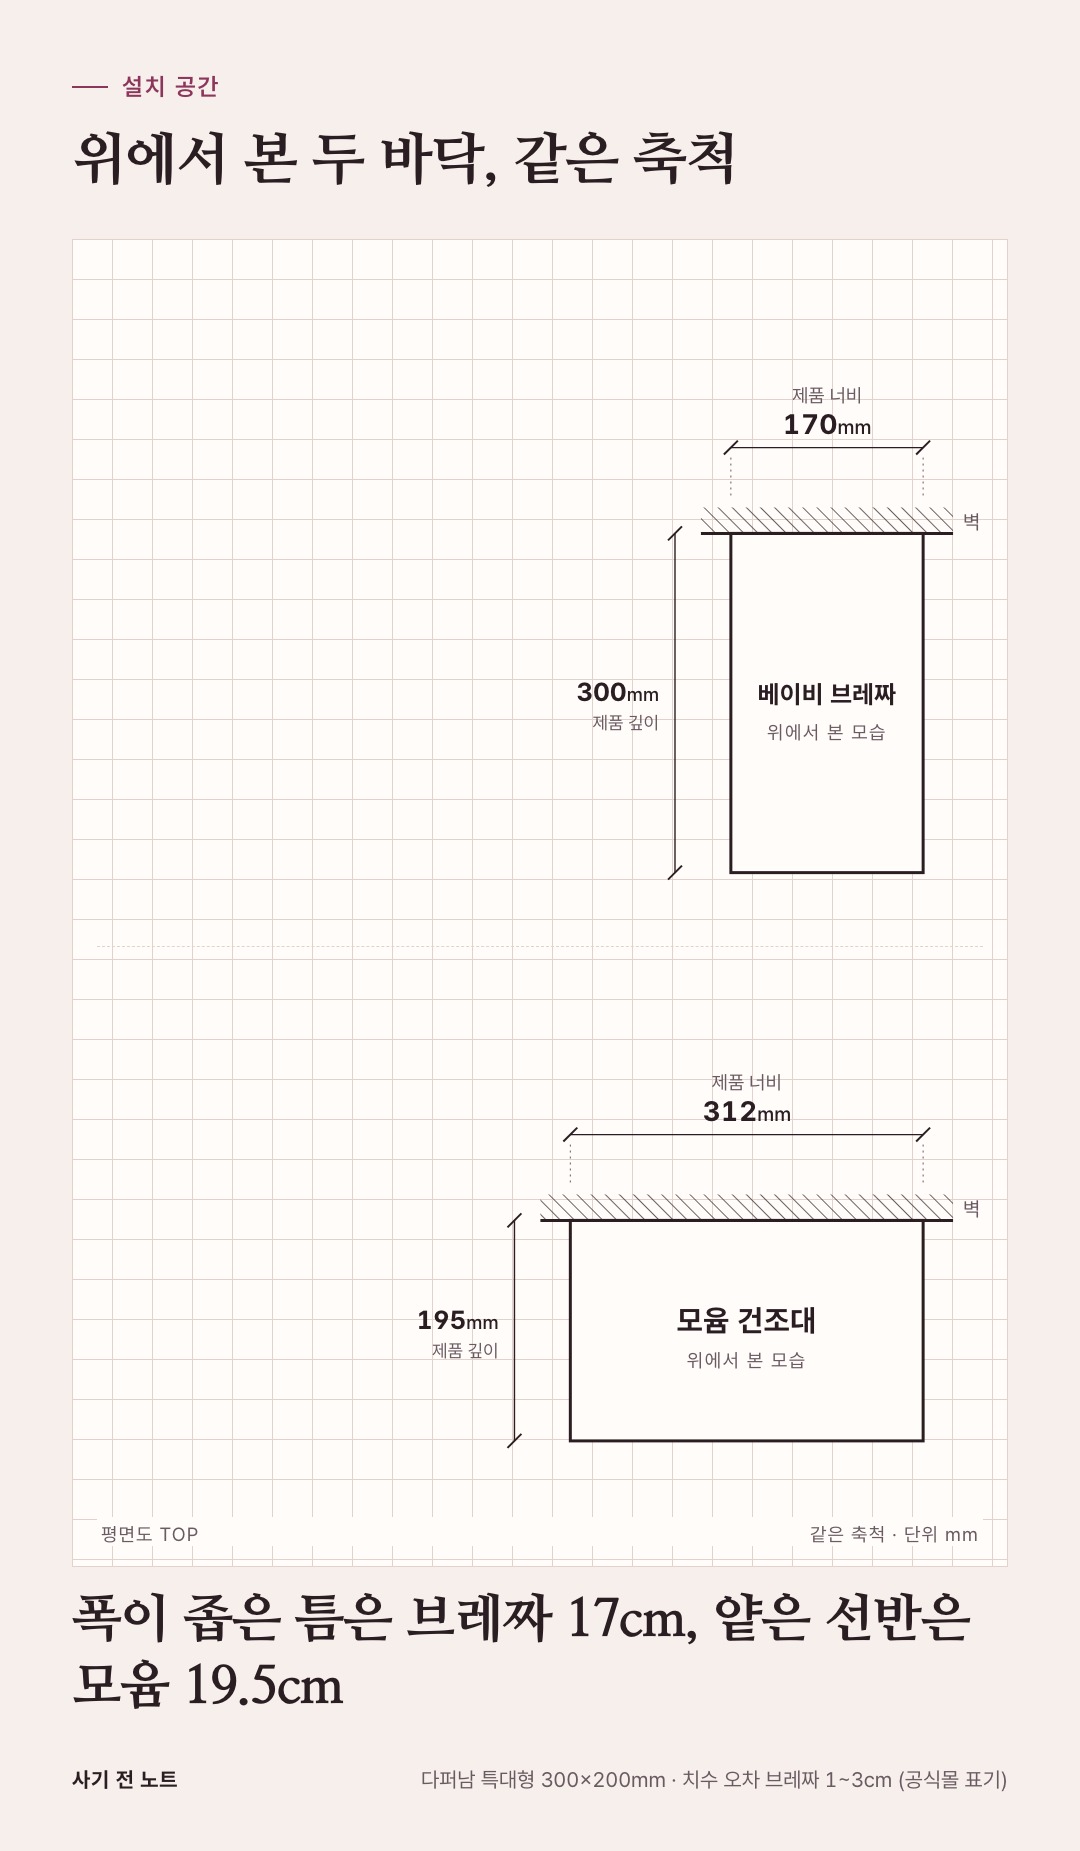 설치 공간
위에서 본 두 바닥, 같은 축척
제품 너비
170mm
벽
300mm
제품 깊이
베이비 브레짜
위에서 본 모습
제품 너비
312mm
벽
195mm
제품 깊이
모윰 건조대
위에서 본 모습
평면도 TOP
같은 축척 · 단위 mm
폭이 좁은 틈은 브레짜 17cm, 얕은 선반은
모윰 19.5cm
사기 전 노트
다퍼남 특대형 300×200mm · 치수 오차 브레짜 1~3cm (공식몰 표기)